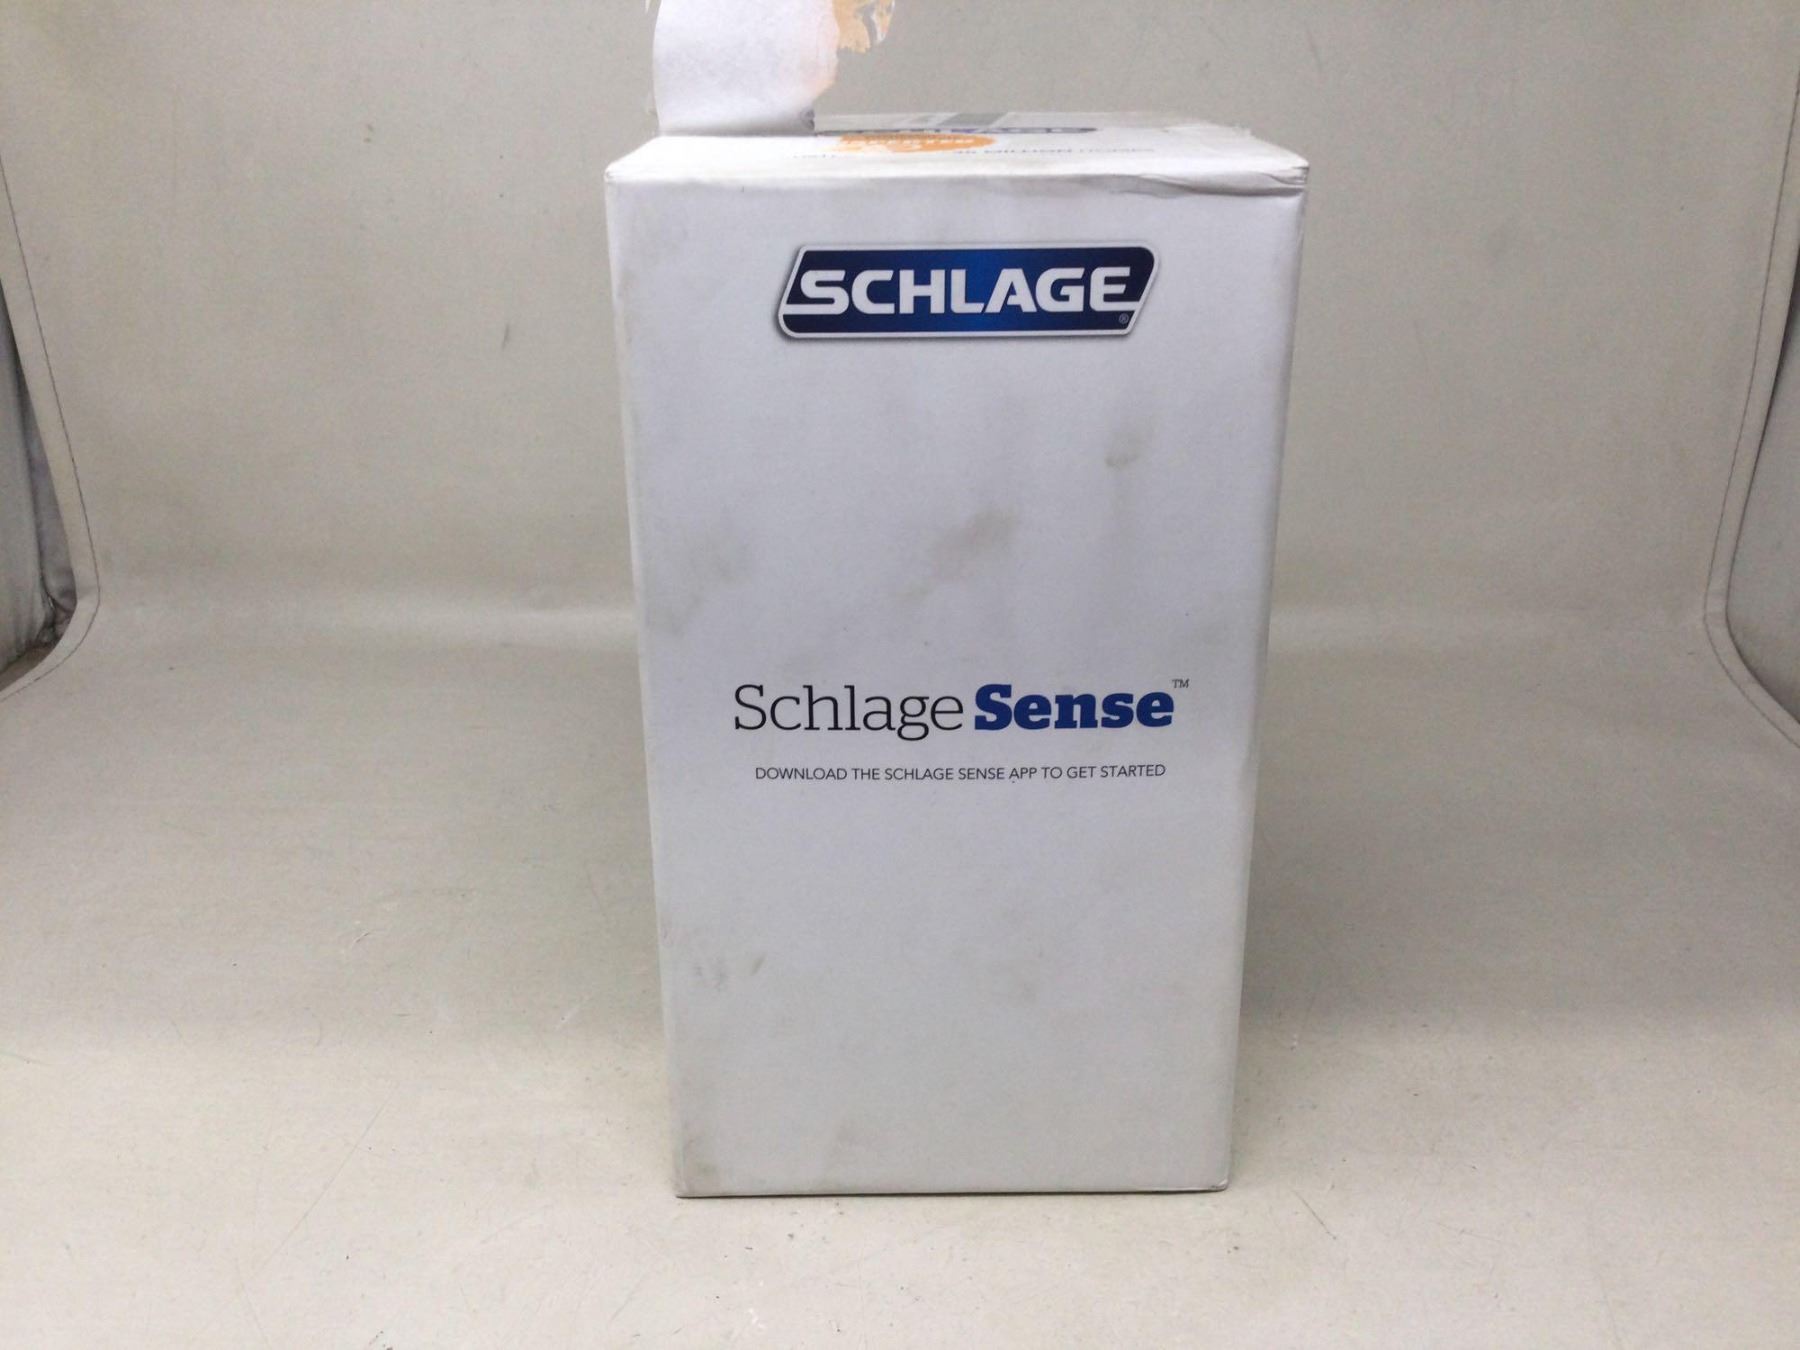 SCHLAGE
®
Schlage Sense™
DOWNLOAD THE SCHLAGE SENSE APP TO GET STARTED